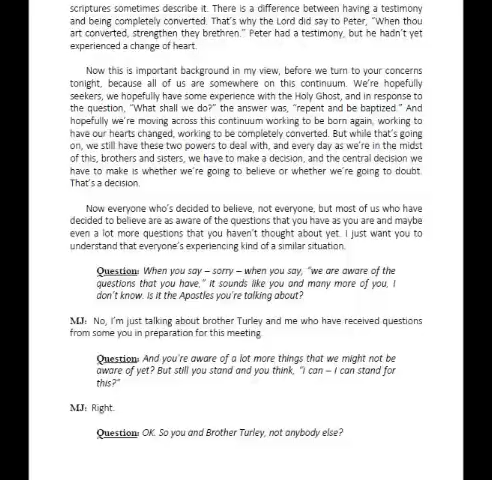 scriptures sometimes describe it. There is a difference between having a testimony
and being completely converted. That's why the Lord did say to Peter, "When thou
art converted, strengthen they brethren." Peter had a testimony, but he hadn't yet
experienced a change of heart.
Now this is important background in my view, before we turn to your concerns
tonight, because all of us are somewhere on this continuum. We're hopefully
seekers, we hopefully have some experience with the Holy Ghost, and in response to
the question, "What shall we do?" the answer was, "repent and be baptized." And
hopefully we're moving across this continuum working to be born again, working to
have our hearts changed, working to be completely converted. But while that's going
on, we still have these two powers to deal with, and every day as we're in the midst
of this, brothers and sisters, we have to make a decision, and the central decision we
have to make is whether we're going to believe or whether we're going to doubt.
That's a decision.
Now everyone who's decided to believe, not everyone, but most of us who have
decided to believe are as aware of the questions that you have as you are and maybe
even a lot more questions that you haven't thought about yet. I just want you to
understand that everyone's experiencing kind of a similar situation.
Question: When you say – sorry – when you say, "we are aware of the
questions that you have," it sounds like you and many more of you, I
don't know. Is it the Apostles you're talking about?
MJ: No, I'm just talking about brother Turley and me who have received questions
from some you in preparation for this meeting.
Question: And you're aware of a lot more things that we might not be
aware of yet? But still you stand and you think, "I can – I can stand for
this?"
MJ: Right.
Question: OK. So you and Brother Turley, not anybody else?